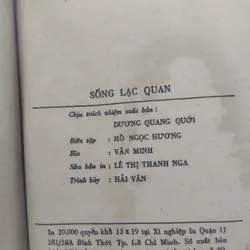 SỐNG LẠC QUAN
Chịu trách nhiệm xuất bản :
DƯƠNG QUANG QUỚI
Biên tập : HỒ NGỌC HƯƠNG
Bìa : VĂN MINH
Sửa bản in : LÊ THỊ THANH NGA
Trình bày : HẢI VÂN
In 10,000 quyển khổ 13 x 19 tại Xí nghiệp In Quận 11
181/18A Bình Thới Tp. Hồ Chí Minh. Số xuất